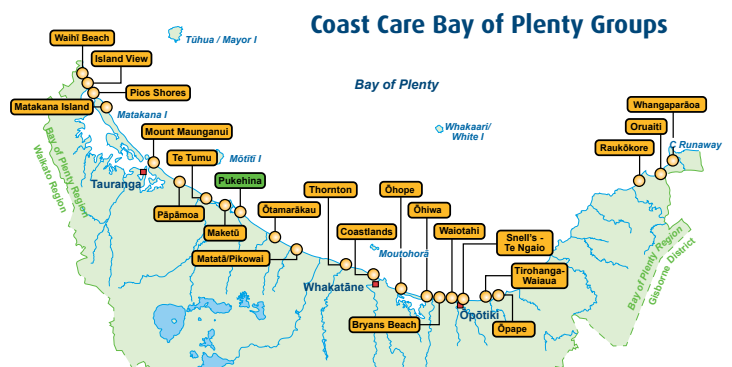 Coast Care Bay of Plenty Groups
Waihī Beach
Tūhua / Mayor I
Island View
Bay of Plenty
Pios Shores
Matakana Island
Matakana I
Whangaparāoa
Oruaiti
Raukōkore
C Runaway
Whakaari/
White I
Mount Maunganui
Bay of Plenty Region
Waikato Region
Te Tumu
Mōtītī I
Tauranga
Pukehina
Thornton
Ōhope
Pāpāmoa
Ōtamarākau
Ōhiwa
Maketū
Coastlands
Waiotahi
Snell's -
Te Ngaio
Matatā/Pikowai
Moutohorā
Tirohanga-
Waiaua
Whakatāne
Bay of Plenty Region
Gisborne District
Ōpōtiki
Bryans Beach
Ōpape